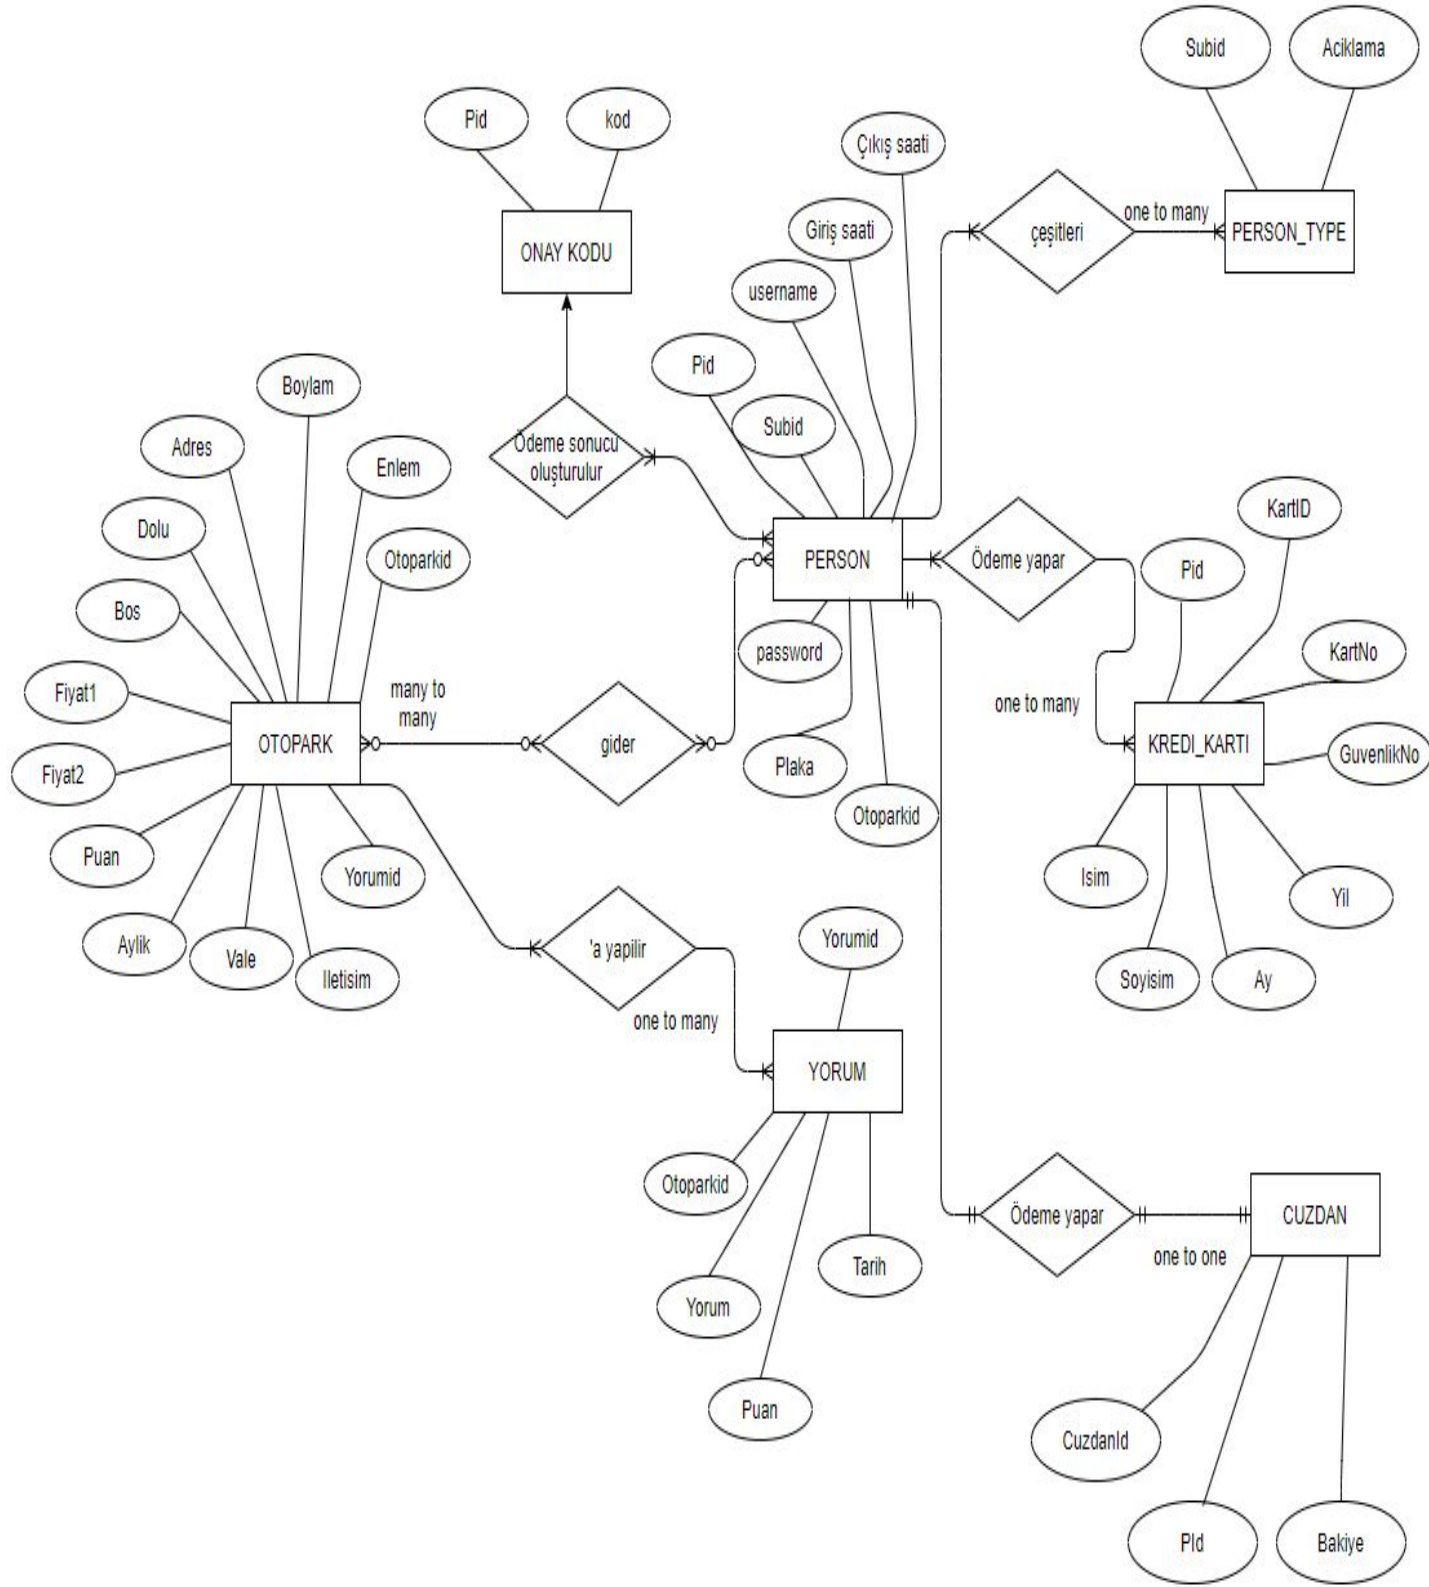 Subid
Aciklama
Pid
kod
Çıkış saati
one to many
çeşitleri
PERSON_TYPE
Giriş saati
ONAY KODU
username
Pid
Boylam
Subid
Adres
Enlem
Ödeme sonucu
oluşturulur
KartID
Dolu
Otoparkid
PERSON
Ödeme yapar
Pid
Bos
password
KartNo
Fiyat1
many to
many
one to many
OTOPARK
gider
KREDI_KARTI
GuvenlikNo
Fiyat2
Plaka
Otoparkid
Puan
Yorumid
Isim
Yil
Aylik
Vale
Iletisim
'a yapilir
Yorumid
Soyisim
Ay
one to many
YORUM
Otoparkid
Ödeme yapar
CUZDAN
one to one
Tarih
Yorum
Puan
CuzdanId
PId
Bakiye